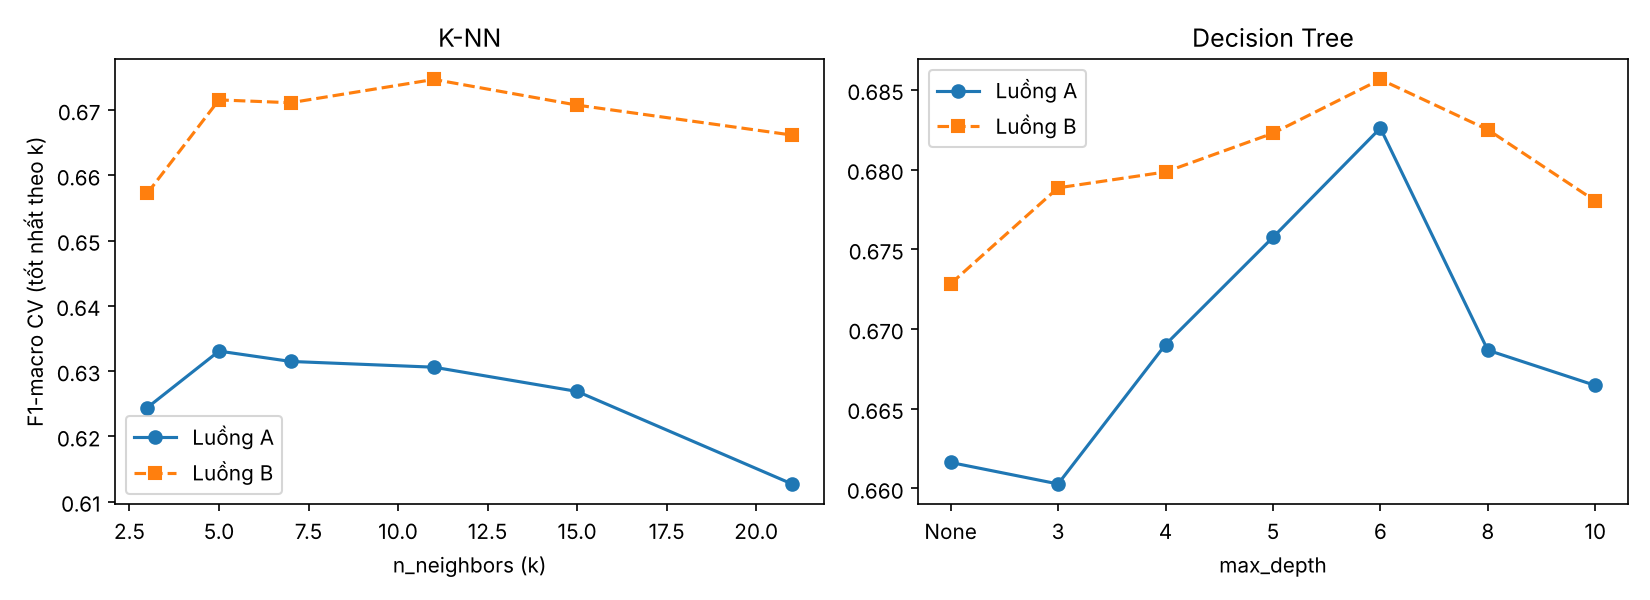 K-NN
F1-macro CV (tốt nhất theo k)
0.67
0.66
0.65
0.64
0.63
0.62
0.61
Luồng A
Luồng B
2.5 5.0 7.5 10.0 12.5 15.0 17.5 20.0
n_neighbors (k)
Decision Tree
Luồng A
Luồng B
0.685
0.680
0.675
0.670
0.665
0.660
None 3 4 5 6 8 10
max_depth